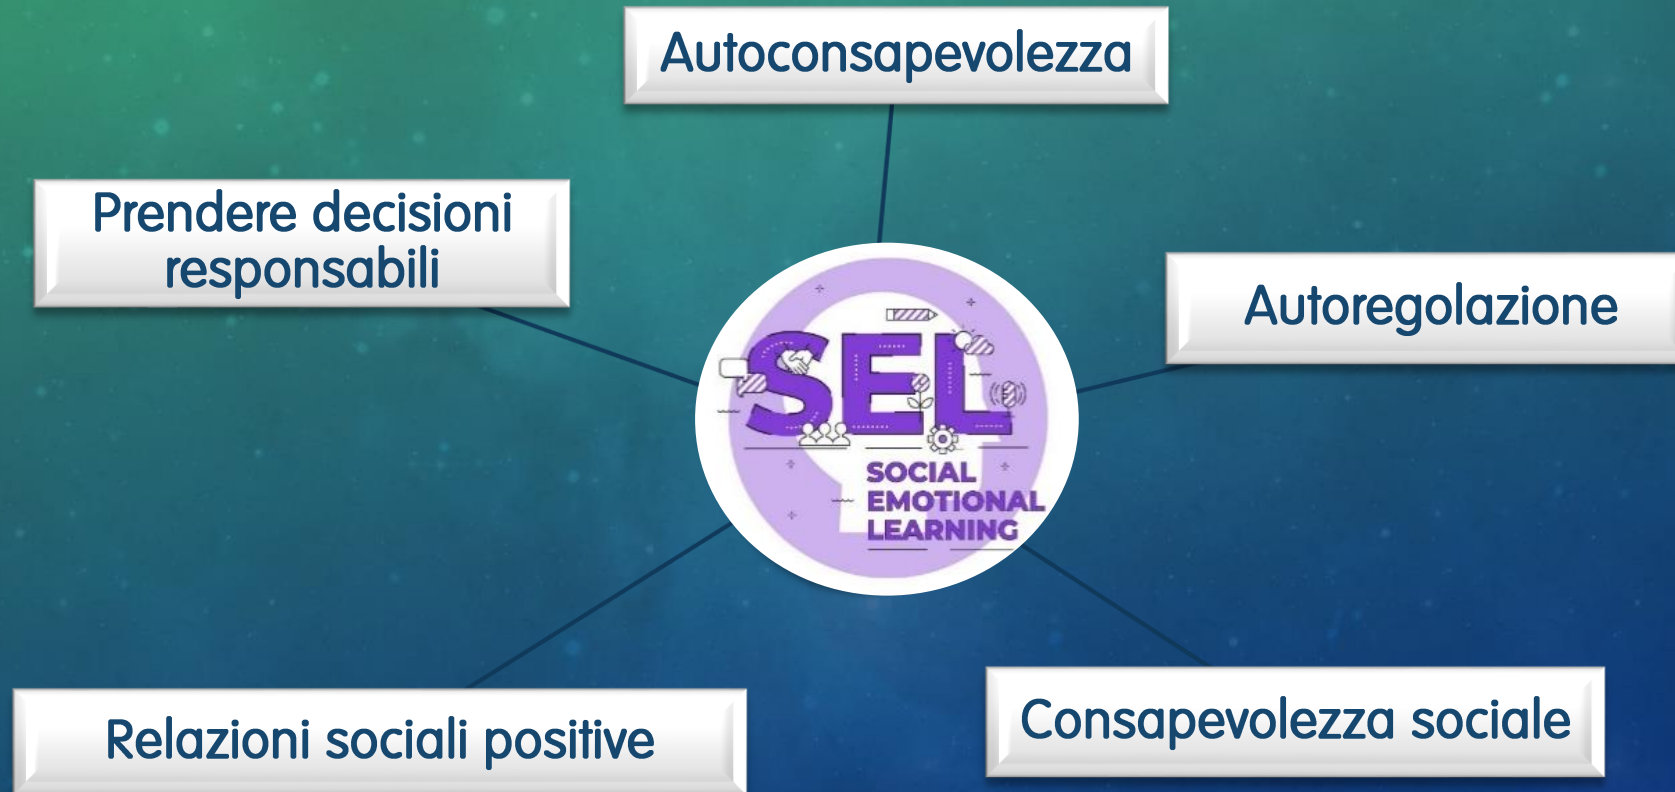 Autoconsapevolezza
Prendere decisioni
responsabili
Autoregolazione
SEL
SOCIAL
EMOTIONAL
LEARNING
Relazioni sociali positive
Consapevolezza sociale